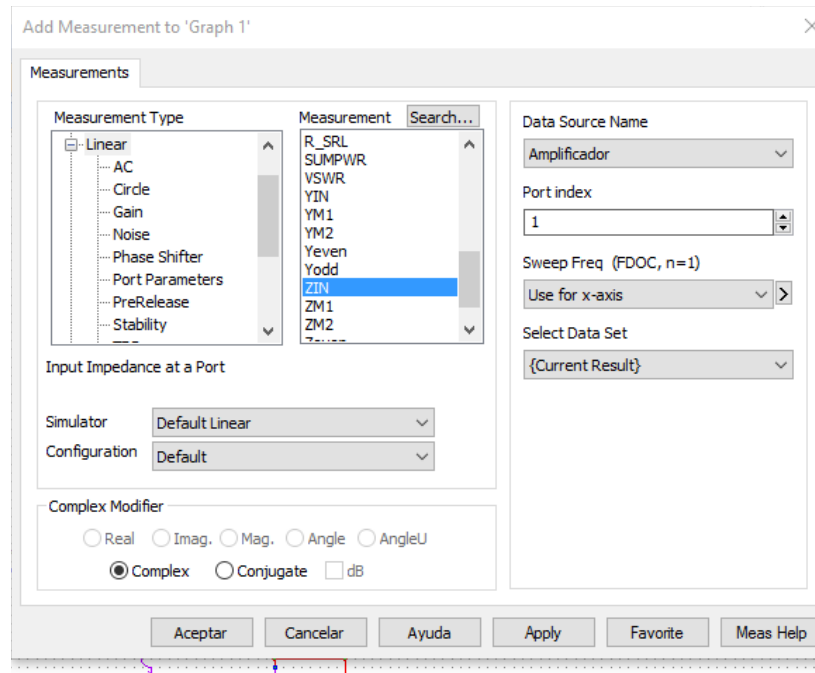 Add Measurement to 'Graph 1'
Measurements
Measurement Type
Linear
AC
Circle
Gain
Noise
Phase Shifter
Port Parameters
PreRelease
Stability
Measurement
Search...
R_SRL
SUMPWR
VSWR
YIN
YM1
YM2
Yeven
Yodd
ZIN
ZM1
ZM2
Input Impedance at a Port
Simulator
Default Linear
Configuration
Default
Complex Modifier
Real Imag. Mag. Angle AngleU
Complex Conjugate dB
Data Source Name
Amplificador
Port index
1
Sweep Freq (FDOC, n=1)
Use for x-axis
>
Select Data Set
{Current Result}
Aceptar Cancelar Ayuda Apply Favorite Meas Help